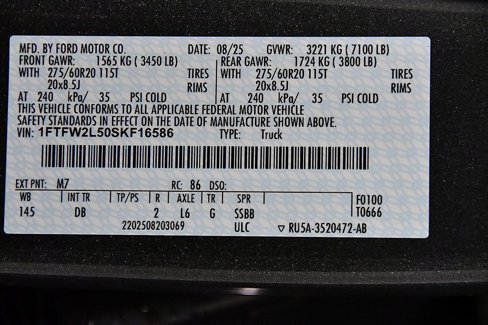 MFD. BY FORD MOTOR CO. DATE: 08/25 GVWR: 3221 KG ( 7100 LB)
FRONT GAWR: 1565 KG ( 3450 LB) REAR GAWR: 1724 KG ( 3800 LB)
WITH 275/60R20 115T TIRES WITH 275/60R20 115T TIRES
20x8.5J RIMS 20x8.5J RIMS
AT 240 kPa/ 35 PSI COLD AT 240 kPa/ 35 PSI COLD
THIS VEHICLE CONFORMS TO ALL APPLICABLE FEDERAL MOTOR VEHICLE
SAFETY STANDARDS IN EFFECT ON THE DATE OF MANUFACTURE SHOWN ABOVE.
VIN: 1FTFW2L50SKF16586 TYPE: Truck
EXT PNT: M7 RC: 86 DSO:
WB INT TR TP/PS R AX TR SPR F0100
145 DB 2 L6 G SSBB T0666
2202508203069 ULC ▽ RU5A-3520472-AB